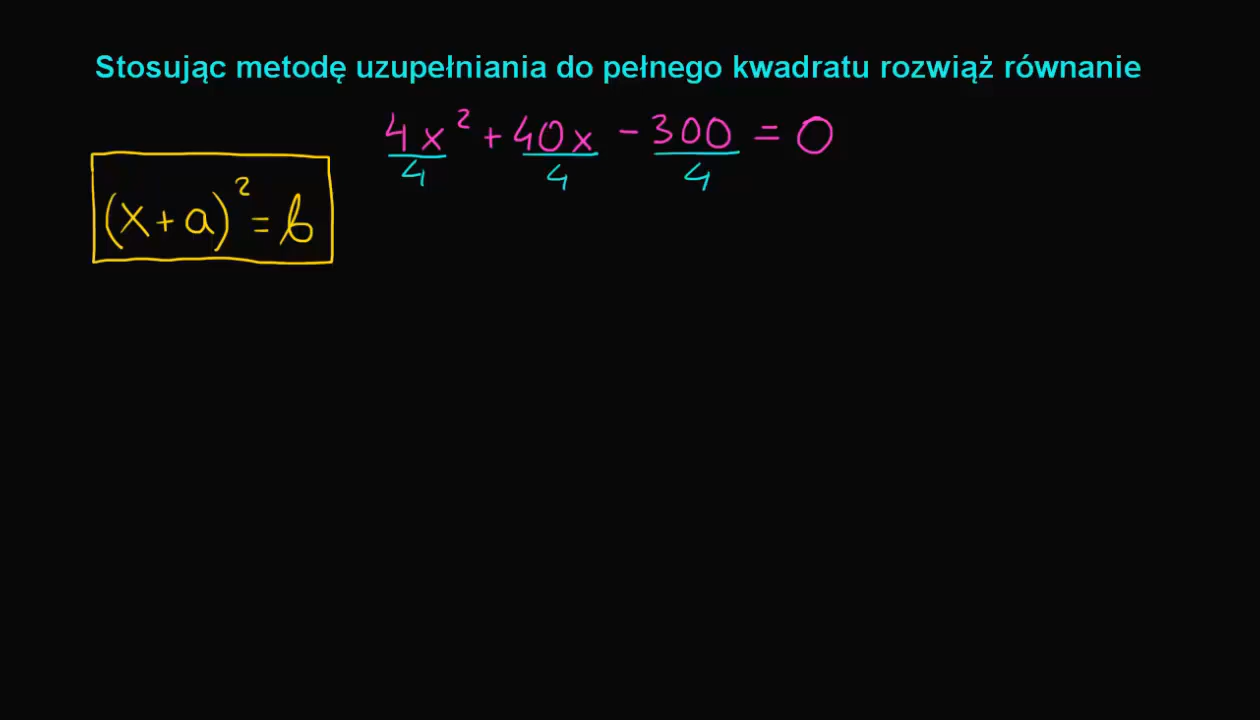 Stosując metodę uzupełniania do pełnego kwadratu rozwiąż równanie
4x² + 40x - 300 = 0
4 4 4
(x+a)² = b